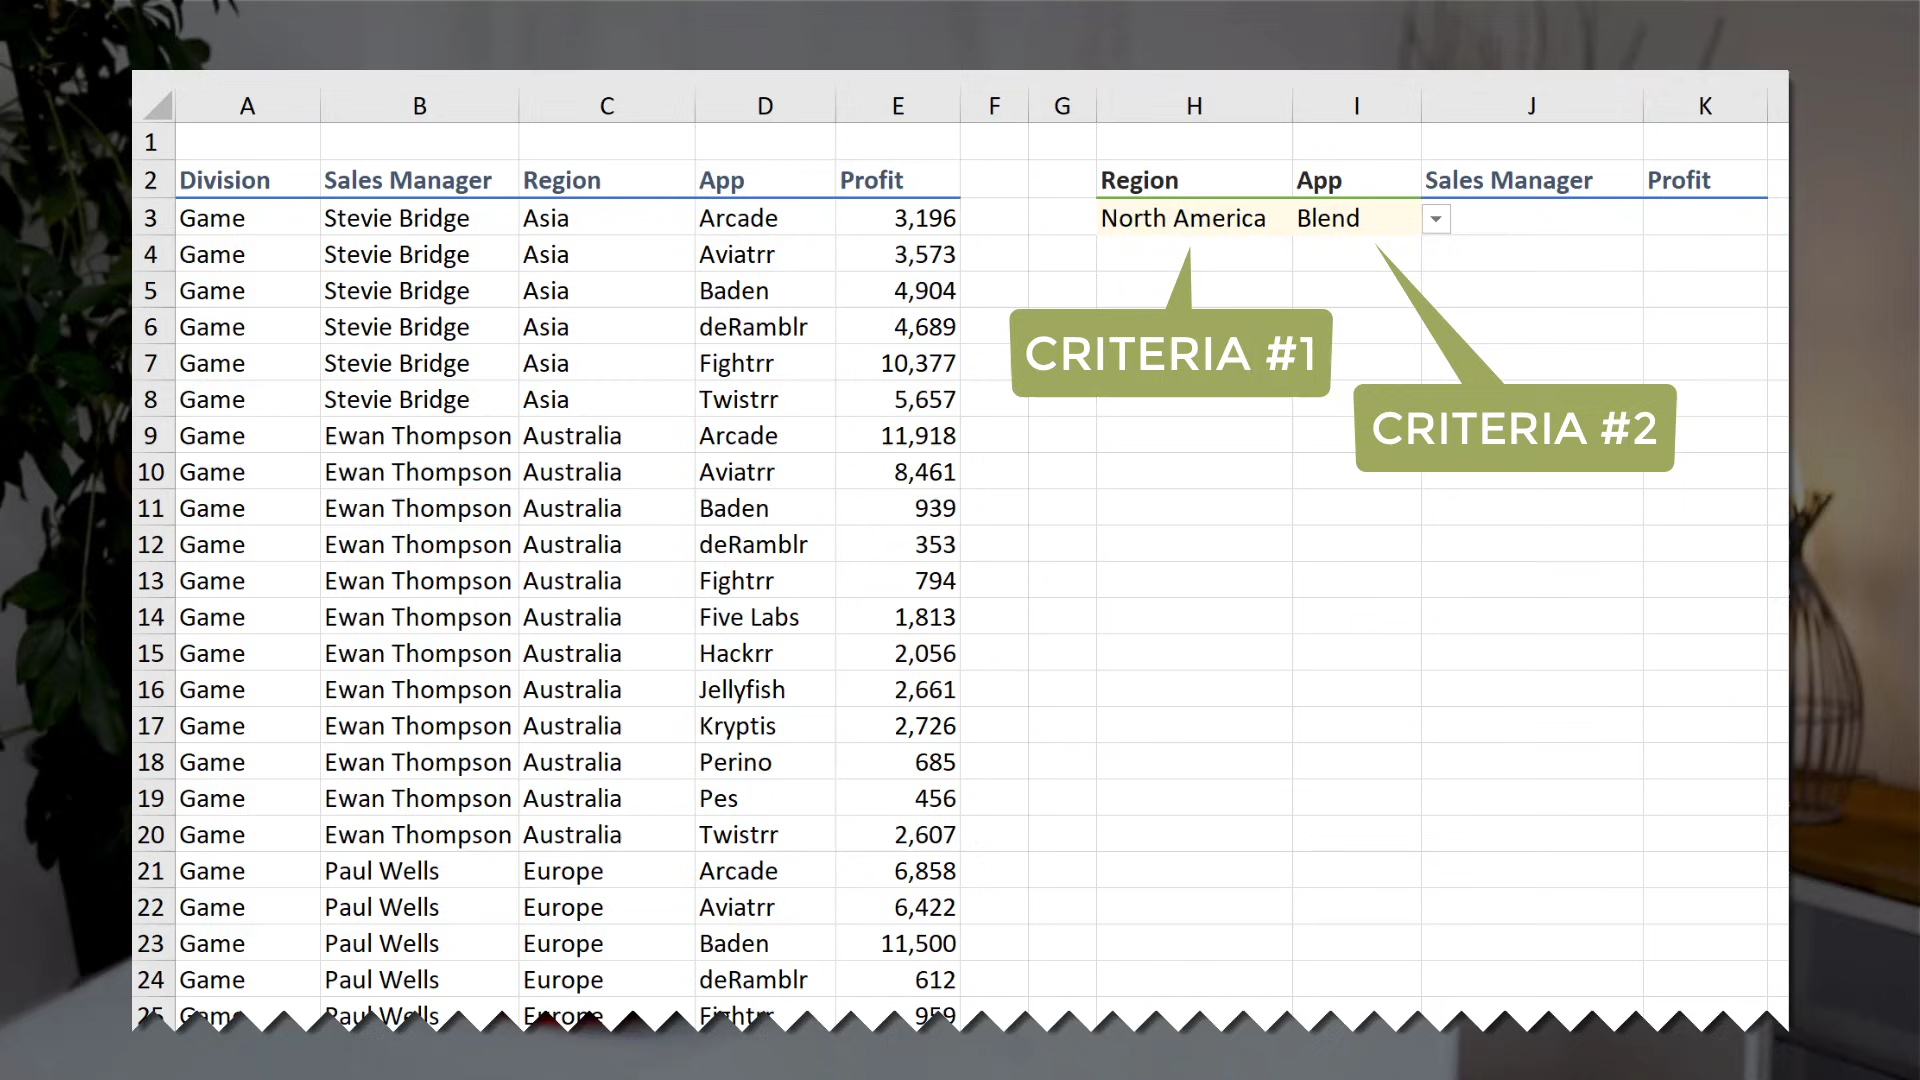 A B C D E F G H I J K
1
2 Division Sales Manager Region App Profit Region App Sales Manager Profit
3 Game Stevie Bridge Asia Arcade 3,196 North America Blend
4 Game Stevie Bridge Asia Aviatrr 3,573
5 Game Stevie Bridge Asia Baden 4,904
6 Game Stevie Bridge Asia deRamblr 4,689
CRITERIA #1
7 Game Stevie Bridge Asia Fightrr 10,377
8 Game Stevie Bridge Asia Twistrr 5,657
CRITERIA #2
9 Game Ewan Thompson Australia Arcade 11,918
10 Game Ewan Thompson Australia Aviatrr 8,461
11 Game Ewan Thompson Australia Baden 939
12 Game Ewan Thompson Australia deRamblr 353
13 Game Ewan Thompson Australia Fightrr 794
14 Game Ewan Thompson Australia Five Labs 1,813
15 Game Ewan Thompson Australia Hackrr 2,056
16 Game Ewan Thompson Australia Jellyfish 2,661
17 Game Ewan Thompson Australia Kryptis 2,726
18 Game Ewan Thompson Australia Perino 685
19 Game Ewan Thompson Australia Pes 456
20 Game Ewan Thompson Australia Twistrr 2,607
21 Game Paul Wells Europe Arcade 6,858
22 Game Paul Wells Europe Aviatrr 6,422
23 Game Paul Wells Europe Baden 11,500
24 Game Paul Wells Europe deRamblr 612
25 Game Paul Wells Europe Fightrr 959